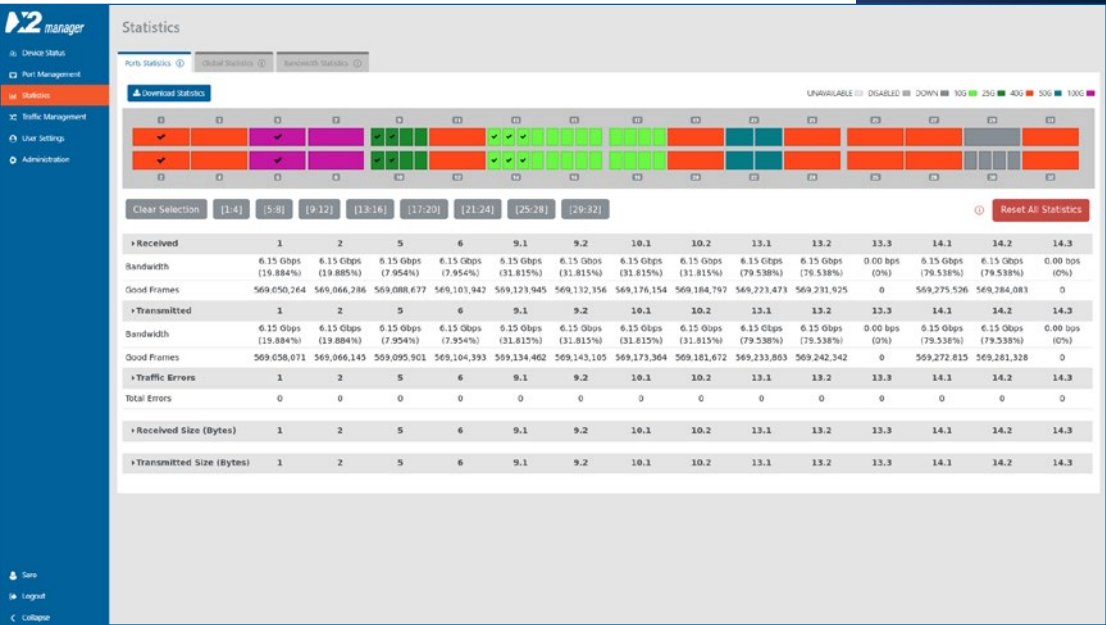 X2 manager
Statistics
Device Status
Port Management
Statistics
Traffic Management
User Settings
Administration
Ports Statistics Global Statistics Bandwidth Statistics
Download Statistics
UNAVAILABLE DISABLED DOWN 10G 25G 40G 50G 100G
Clear Selection [1:4] [5:8] [9:12] [13:16] [17:20] [21:24] [25:28] [29:32] Reset All Statistics
Received 1 2 5 6 9.1 9.2 10.1 10.2 13.1 13.2 13.3 14.1 14.2 14.3
Bandwidth 6.15 Gbps 6.15 Gbps 6.15 Gbps 6.15 Gbps 6.15 Gbps 6.15 Gbps 6.15 Gbps 6.15 Gbps 6.15 Gbps 6.15 Gbps 0.00 bps 6.15 Gbps 6.15 Gbps 0.00 bps
(19.884%) (19.885%) (7.954%) (7.954%) (31.815%) (31.815%) (31.815%) (31.815%) (79.538%) (79.538%) (0%) (79.538%) (79.538%) (0%)
Good Frames 569,050,264 569,066,286 569,088,677 569,103,942 569,123,945 569,132,356 569,176,154 569,184,797 569,223,473 569,231,925 0 569,275,526 569,284,083 0
Transmitted 1 2 5 6 9.1 9.2 10.1 10.2 13.1 13.2 13.3 14.1 14.2 14.3
Bandwidth 6.15 Gbps 6.15 Gbps 6.15 Gbps 6.15 Gbps 6.15 Gbps 6.15 Gbps 6.15 Gbps 6.15 Gbps 6.15 Gbps 6.15 Gbps 0.00 bps 6.15 Gbps 6.15 Gbps 0.00 bps
(19.884%) (19.884%) (7.954%) (7.954%) (31.815%) (31.815%) (31.815%) (31.815%) (79.538%) (79.538%) (0%) (79.538%) (79.538%) (0%)
Good Frames 569,058,071 569,066,145 569,095,901 569,104,393 569,134,462 569,143,105 569,173,364 569,181,672 569,233,863 569,242,342 0 569,272,815 569,281,328 0
Traffic Errors 1 2 5 6 9.1 9.2 10.1 10.2 13.1 13.2 13.3 14.1 14.2 14.3
Total Errors 0 0 0 0 0 0 0 0 0 0 0 0 0 0
Received Size (Bytes) 1 2 5 6 9.1 9.2 10.1 10.2 13.1 13.2 13.3 14.1 14.2 14.3
Transmitted Size (Bytes) 1 2 5 6 9.1 9.2 10.1 10.2 13.1 13.2 13.3 14.1 14.2 14.3
Logout
Collapse